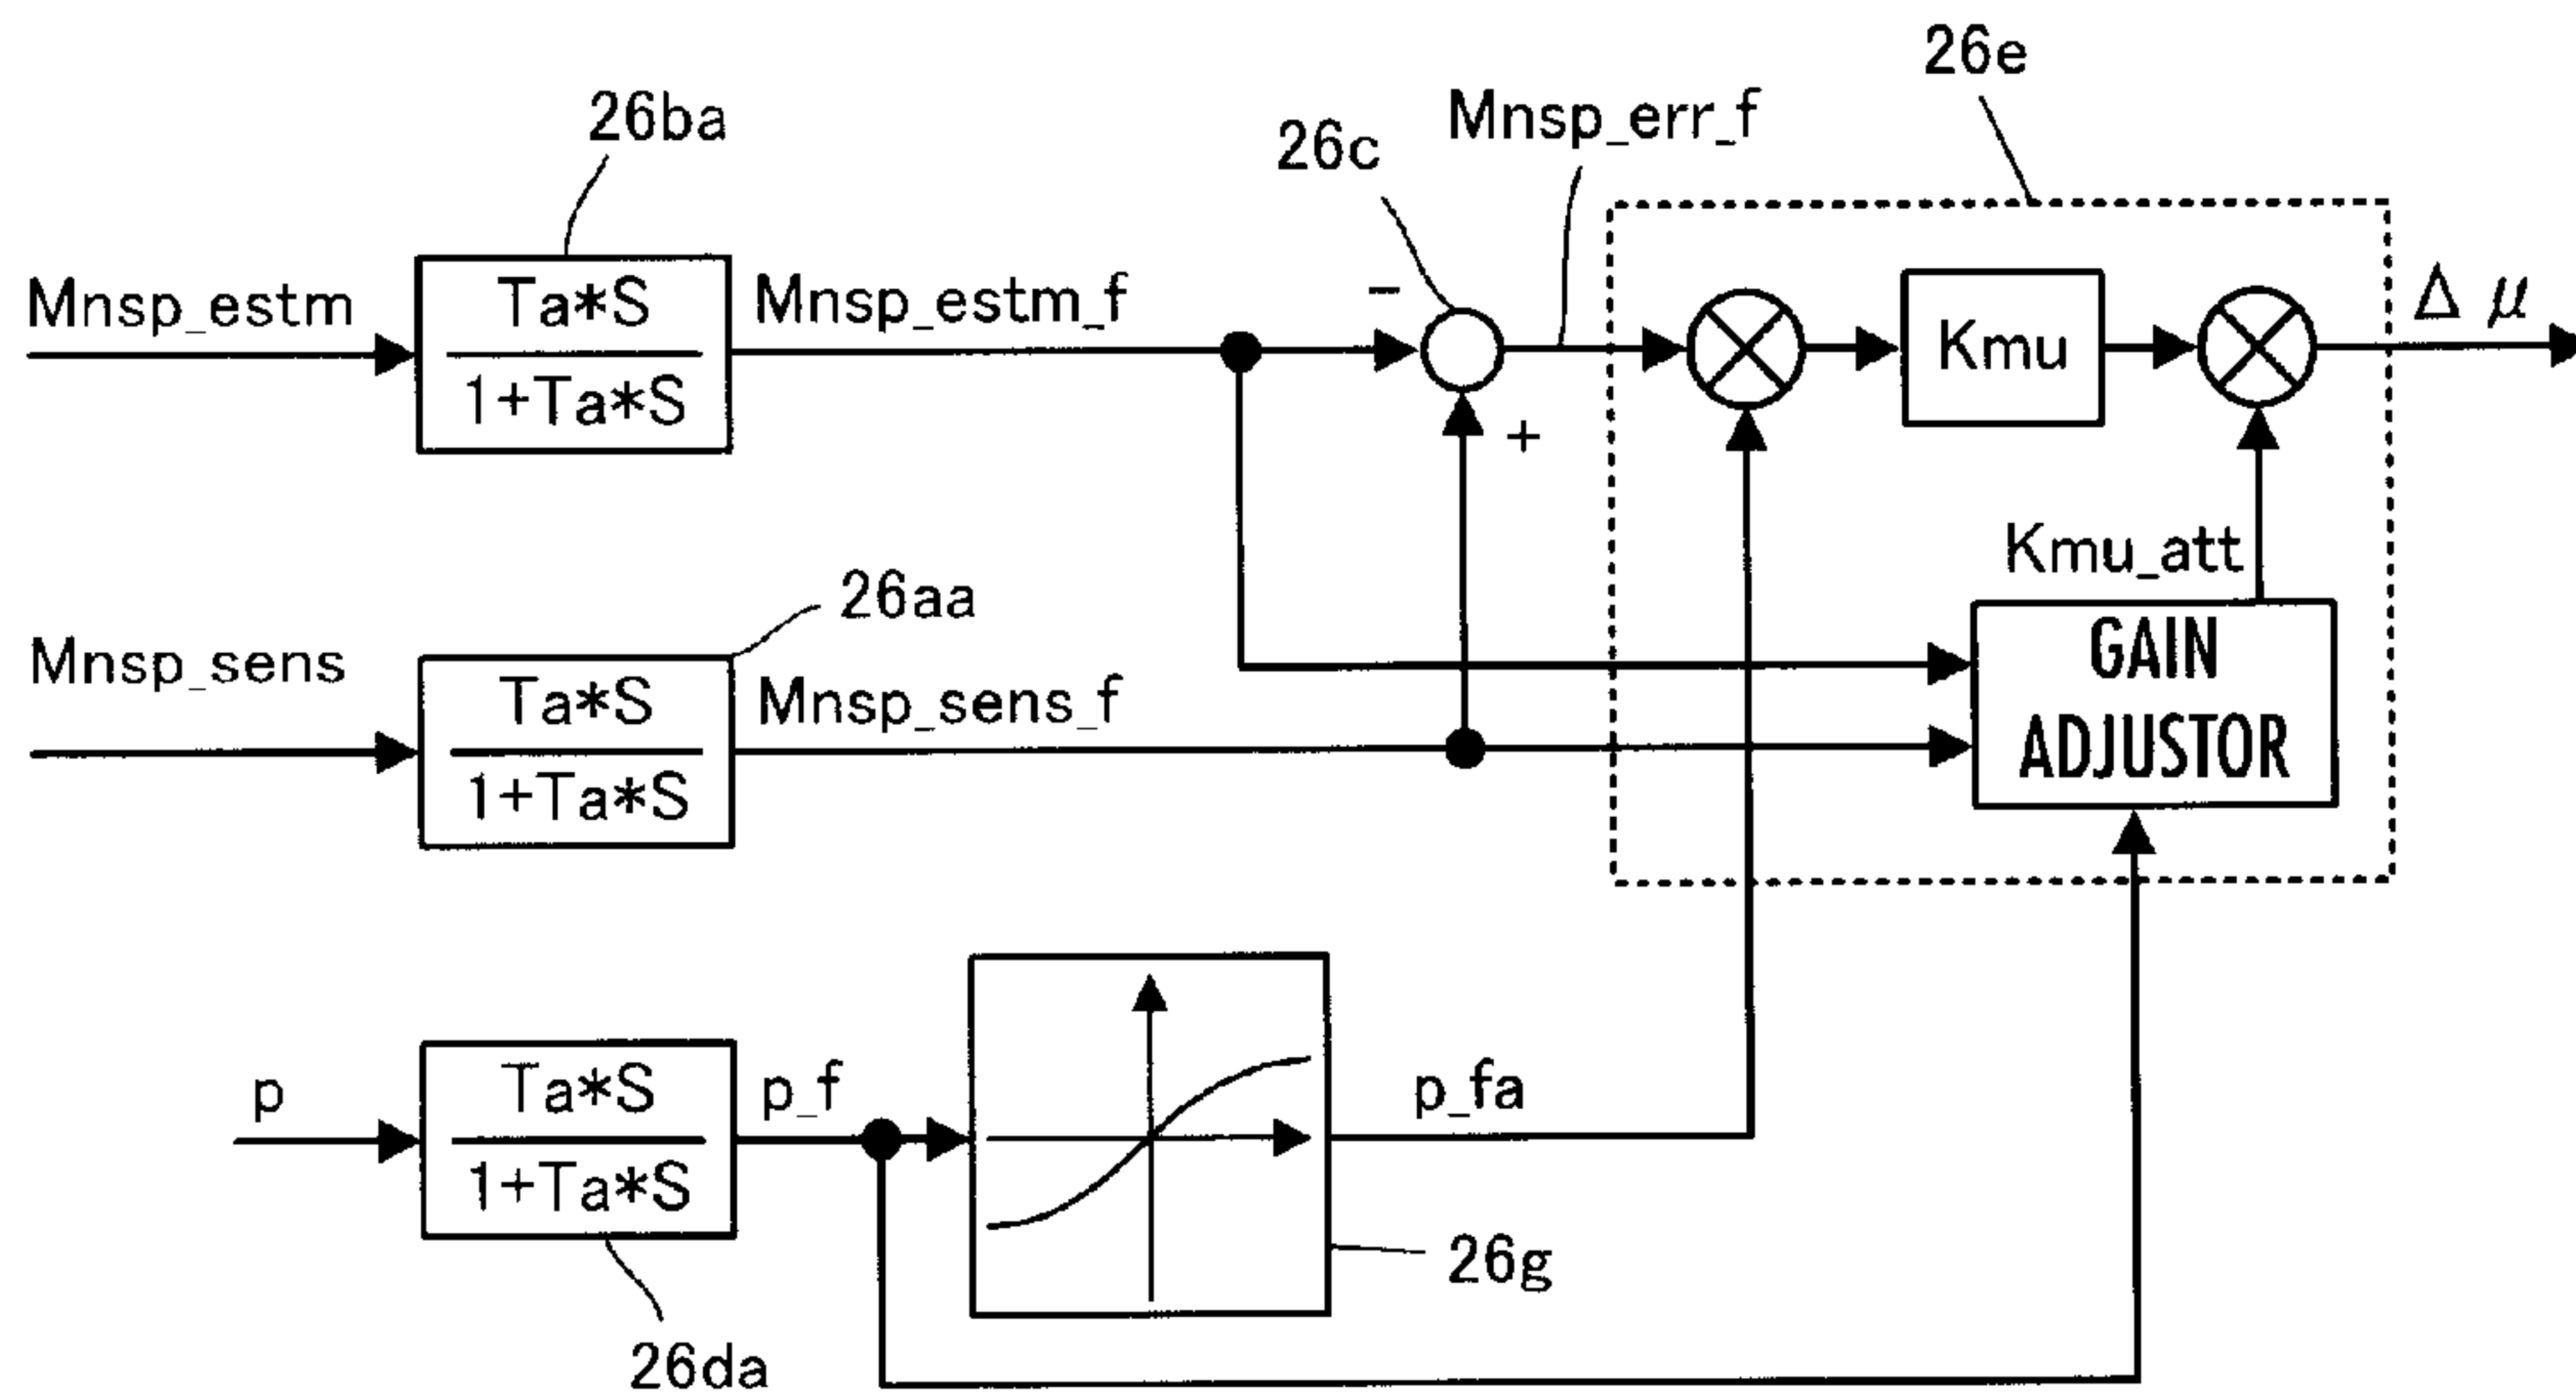 26e
26ba
Mnsp_err_f
26c
Mnsp_estm
Ta*S
1+Ta*S
Mnsp_estm_f
-
+
Kmu
Δμ
Kmu_att
26aa
Mnsp_sens
Ta*S
1+Ta*S
Mnsp_sens_f
GAIN
ADJUSTOR
p
Ta*S
1+Ta*S
p_f
p_fa
26g
26da